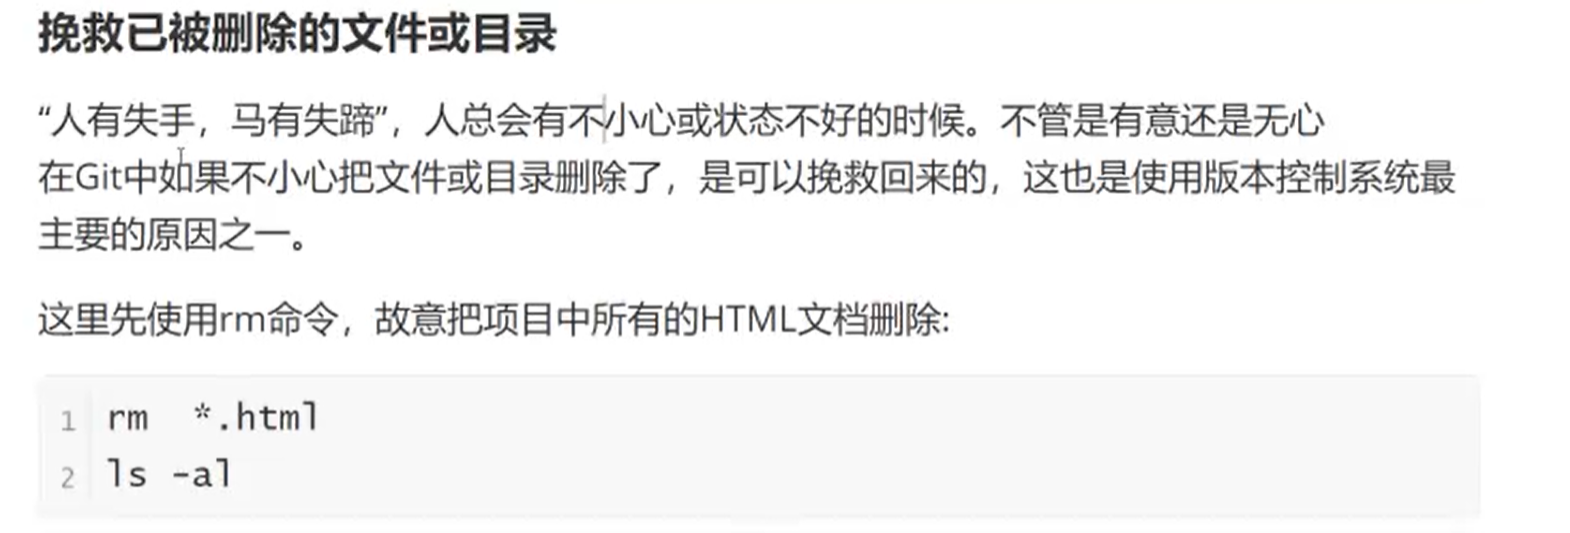 挽救已被删除的文件或目录
“人有失手，马有失蹄”，人总会有不小心或状态不好的时候。不管是有意还是无心
在Git中如果不小心把文件或目录删除了，是可以挽救回来的，这也是使用版本控制系统最
主要的原因之一。
这里先使用rm命令，故意把项目中所有的HTML文档删除:
1 rm  *.html
2 ls -al